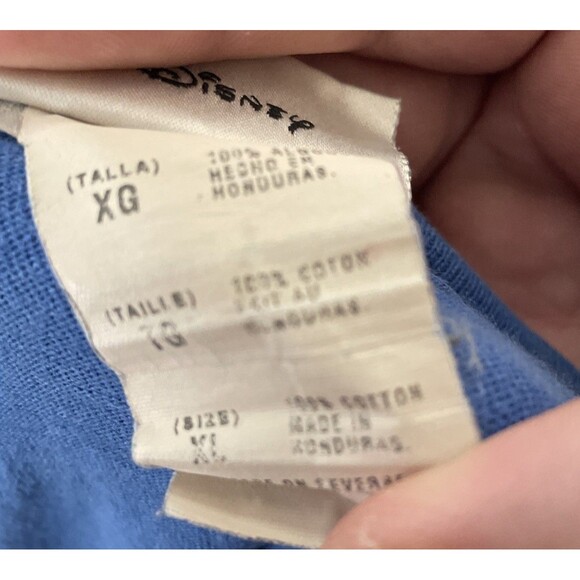 Disney
(TALLA) 100%
XG HECHO EN
HONDURAS.
(TAILLE) 100% COTON
TG FAIT AU
HONDURAS.
(SIZE) 100% COTTON
XL MADE IN
HONDURAS.
ON